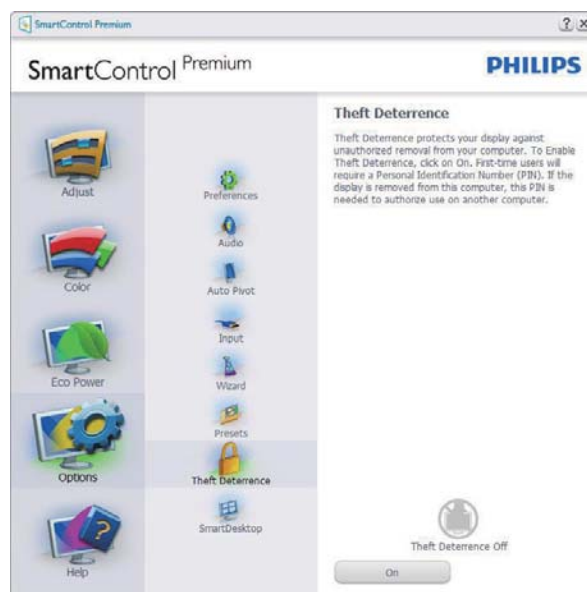 SmartControl Premium
SmartControl Premium
PHILIPS
Adjust
Color
Eco Power
Options
Help
Preferences
Audio
Auto Pivot
Input
Wizard
Presets
Theft Deterrence
SmartDesktop
Theft Deterrence
Theft Deterrence protects your display against
unauthorized removal from your computer. To Enable
Theft Deterrence, click on On. First-time users will
require a Personal Identification Number (PIN). If the
display is removed from this computer, this PIN is
needed to authorize use on another computer.
Theft Deterrence Off
On